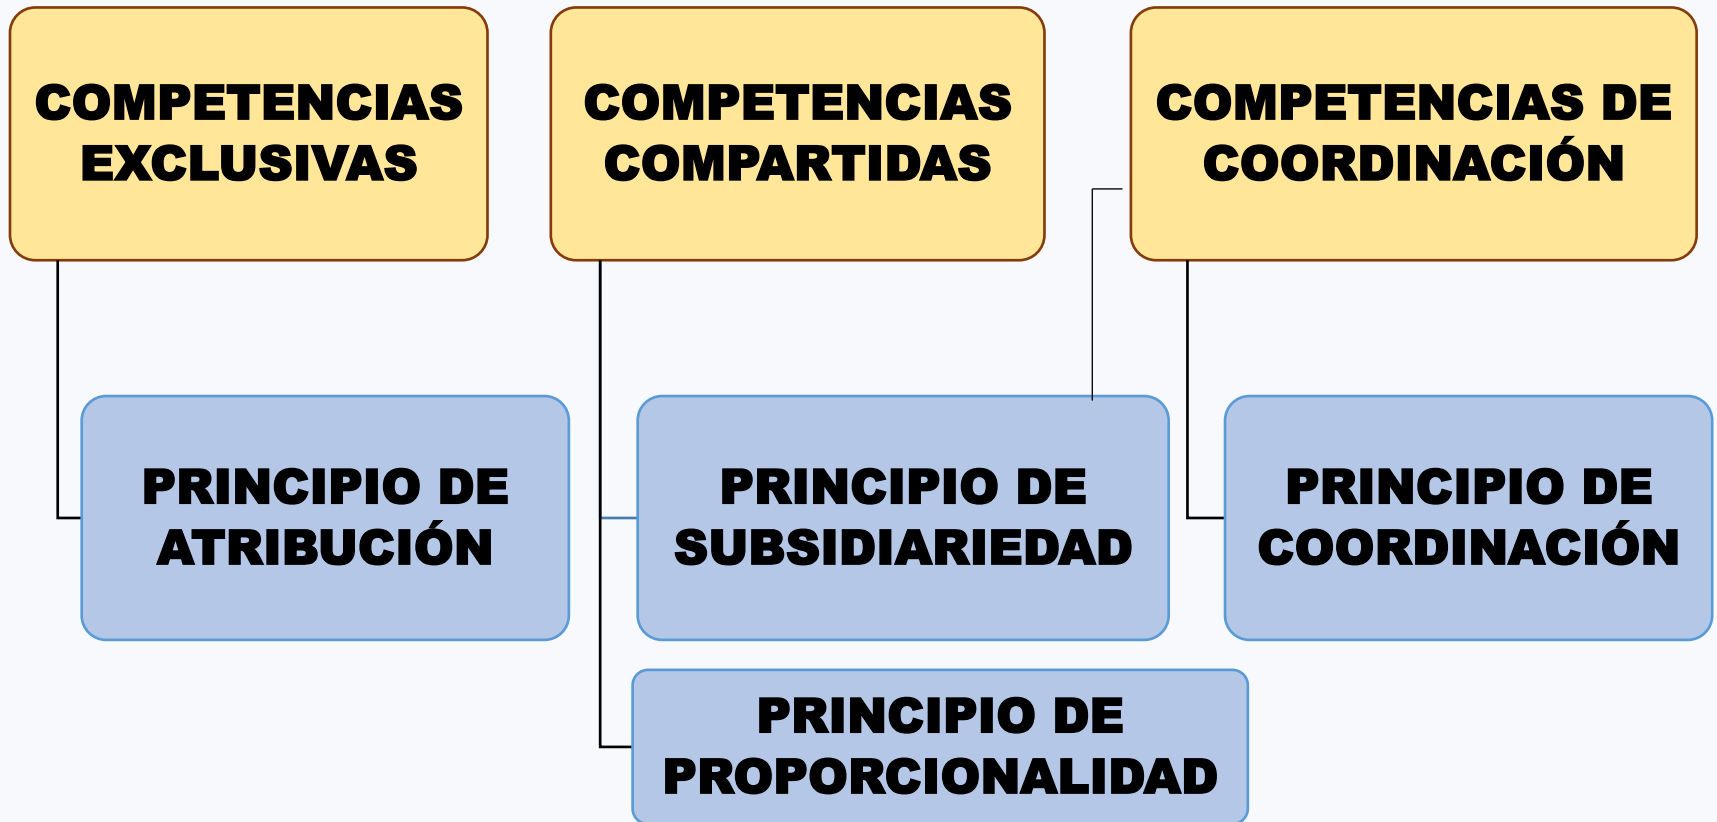 COMPETENCIAS
EXCLUSIVAS
COMPETENCIAS
COMPARTIDAS
COMPETENCIAS DE
COORDINACIÓN
PRINCIPIO DE
ATRIBUCIÓN
PRINCIPIO DE
SUBSIDIARIEDAD
PRINCIPIO DE
COORDINACIÓN
PRINCIPIO DE
PROPORCIONALIDAD